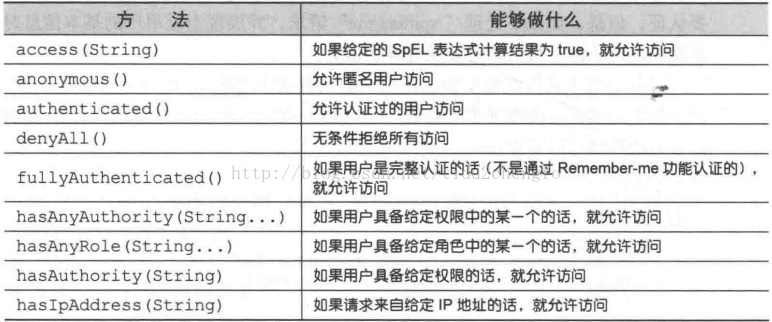 方 法 能够做什么
access(String) 如果给定的 SpEL 表达式计算结果为 true，就允许访问
anonymous() 允许匿名用户访问
authenticated() 允许认证过的用户访问
denyAll() 无条件拒绝所有访问
fullyAuthenticated() 如果用户是完整认证的话（不是通过 Remember-me 功能认证的），
就允许访问
hasAnyAuthority(String...) 如果用户具备给定权限中的某一个的话，就允许访问
hasAnyRole(String...) 如果用户具备给定角色中的某一个的话，就允许访问
hasAuthority(String) 如果用户具备给定权限的话，就允许访问
hasIpAddress(String) 如果请求来自给定 IP 地址的话，就允许访问